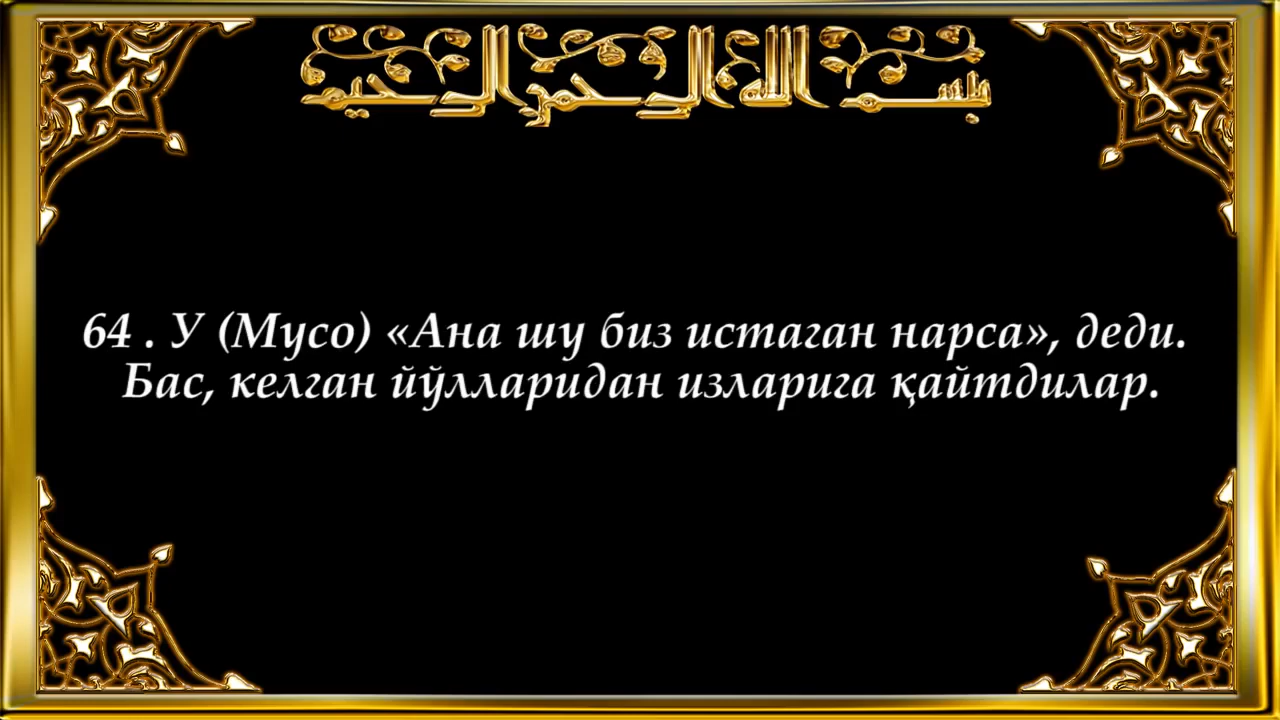 بسم الله الرحمن الرحيم
64 . У (Мусо) «Ана шу биз истаган нарса», деди.
Бас, келган йўлларидан изларига қайтдилар.